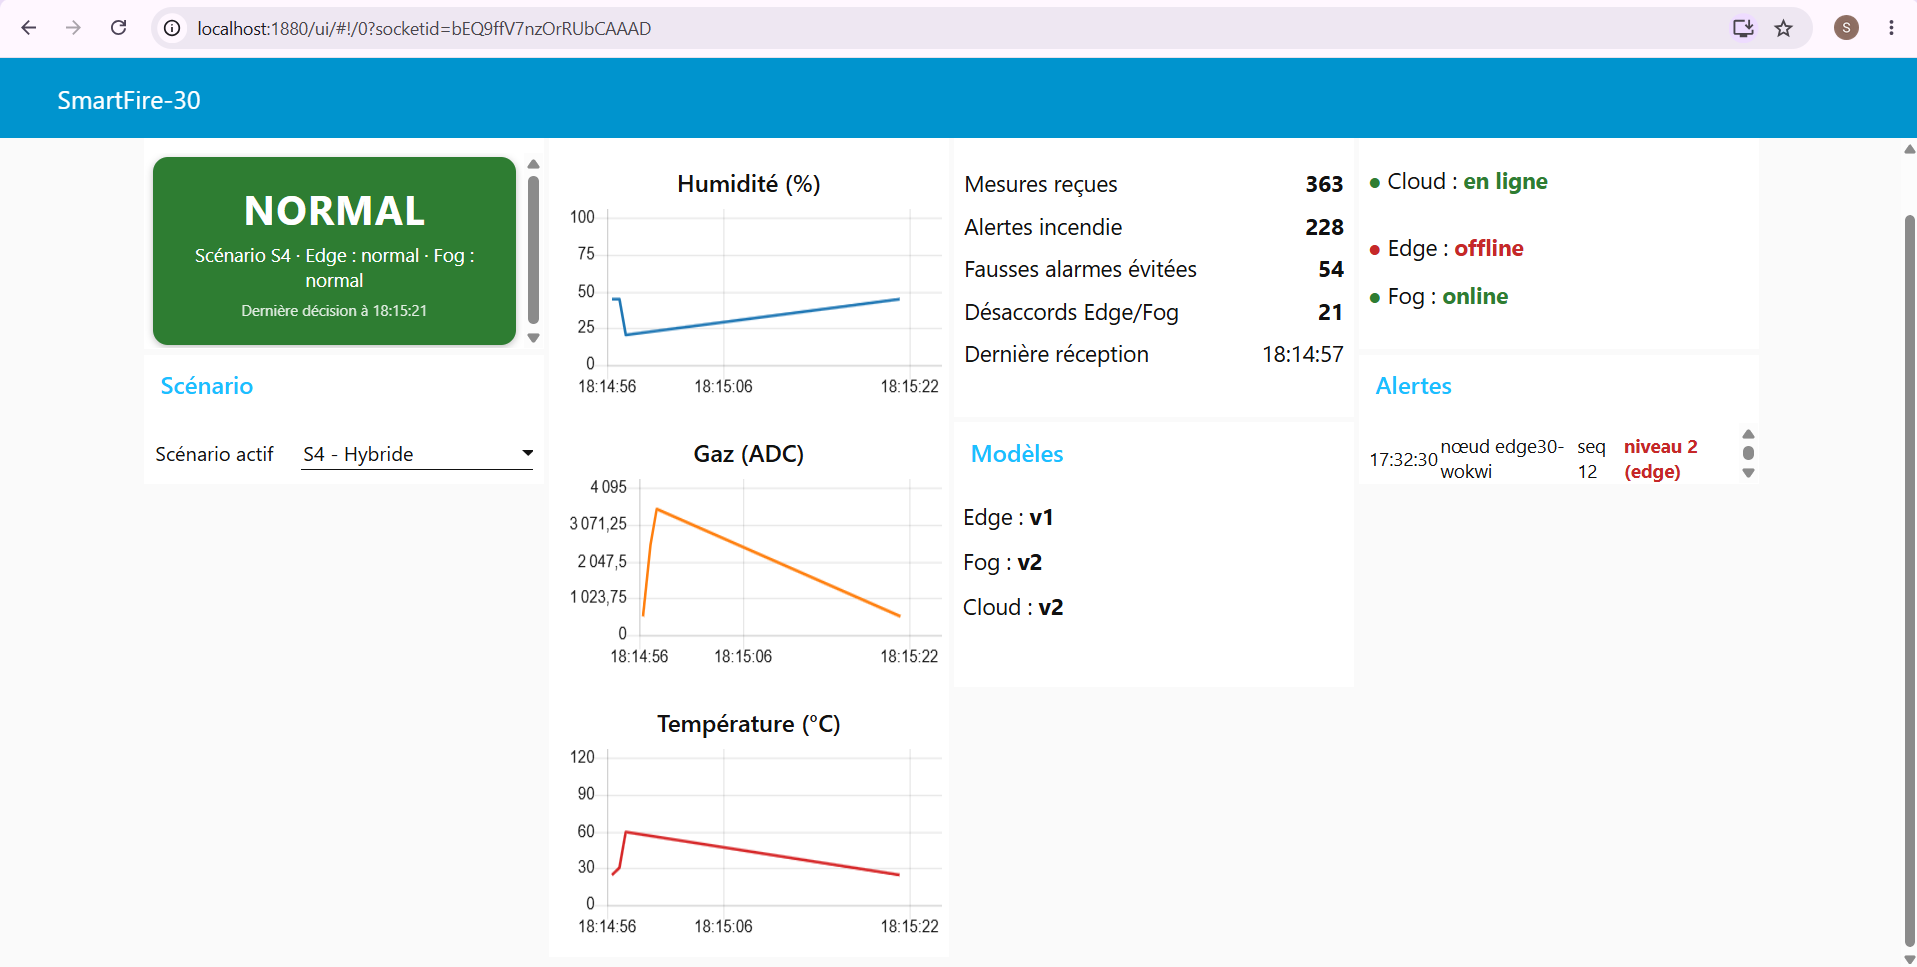 localhost:1880/ui/#!/0?socketid=bEQ9ffV7nzOrRUbCAAAD
S
SmartFire-30
NORMAL
Scénario S4 · Edge : normal · Fog :
normal
Dernière décision à 18:15:21
Scénario
Scénario actif
S4 - Hybride
Humidité (%)
100
75
50
25
0
18:14:56
18:15:06
18:15:22
Gaz (ADC)
4 095
3 071,25
2 047,5
1 023,75
0
18:14:56
18:15:06
18:15:22
Température (°C)
120
90
60
30
0
18:14:56
18:15:06
18:15:22
Mesures reçues 363
Alertes incendie 228
Fausses alarmes évitées 54
Désaccords Edge/Fog 21
Dernière réception 18:14:57
Modèles
Edge : v1
Fog : v2
Cloud : v2
Cloud : en ligne
Edge : offline
Fog : online
Alertes
17:32:30 nœud edge30-wokwi seq 12 niveau 2 (edge)